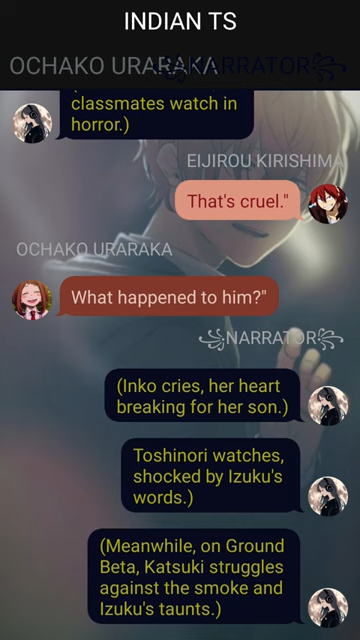 INDIAN TS
OCHAKO URARAKA
꧁NARRATOR꧂
classmates watch in
horror.)
EIJIROU KIRISHIMA
That's cruel."
OCHAKO URARAKA
What happened to him?"
꧁NARRATOR꧂
(Inko cries, her heart
breaking for her son.)
Toshinori watches,
shocked by Izuku's
words.)
(Meanwhile, on Ground
Beta, Katsuki struggles
against the smoke and
Izuku's taunts.)